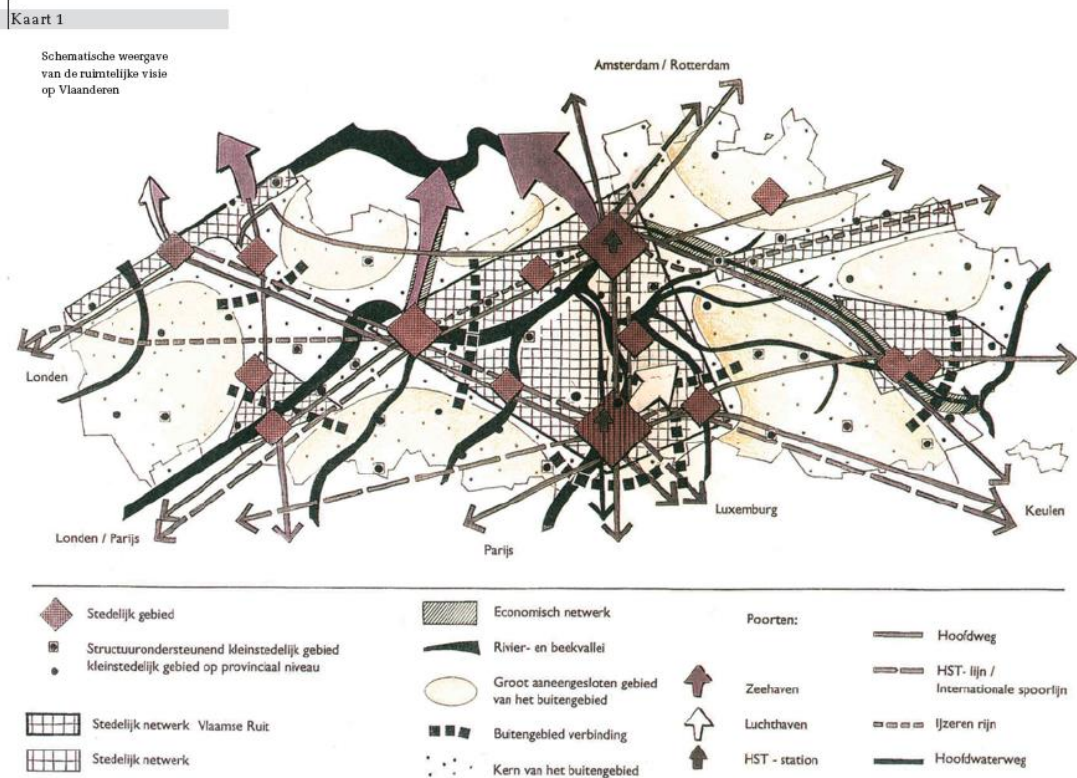 Kaart 1
Schematische weergave
van de ruimtelijke visie
op Vlaanderen
Amsterdam / Rotterdam
Londen
Londen / Parijs
Parijs
Luxemburg
Keulen
Stedelijk gebied
Structuurondersteunend kleinstedelijk gebied
kleinstedelijk gebied op provinciaal niveau
Stedelijk netwerk Vlaamse Ruit
Stedelijk netwerk
Economisch netwerk
Rivier- en beekvallei
Groot aaneengesloten gebied
van het buitengebied
Buitengebied verbinding
Kern van het buitengebied
Poorten:
Zeehaven
Luchthaven
HST - station
Hoofdweg
HST- lijn /
Internationale spoorlijn
IJzeren rijn
Hoofdwaterweg